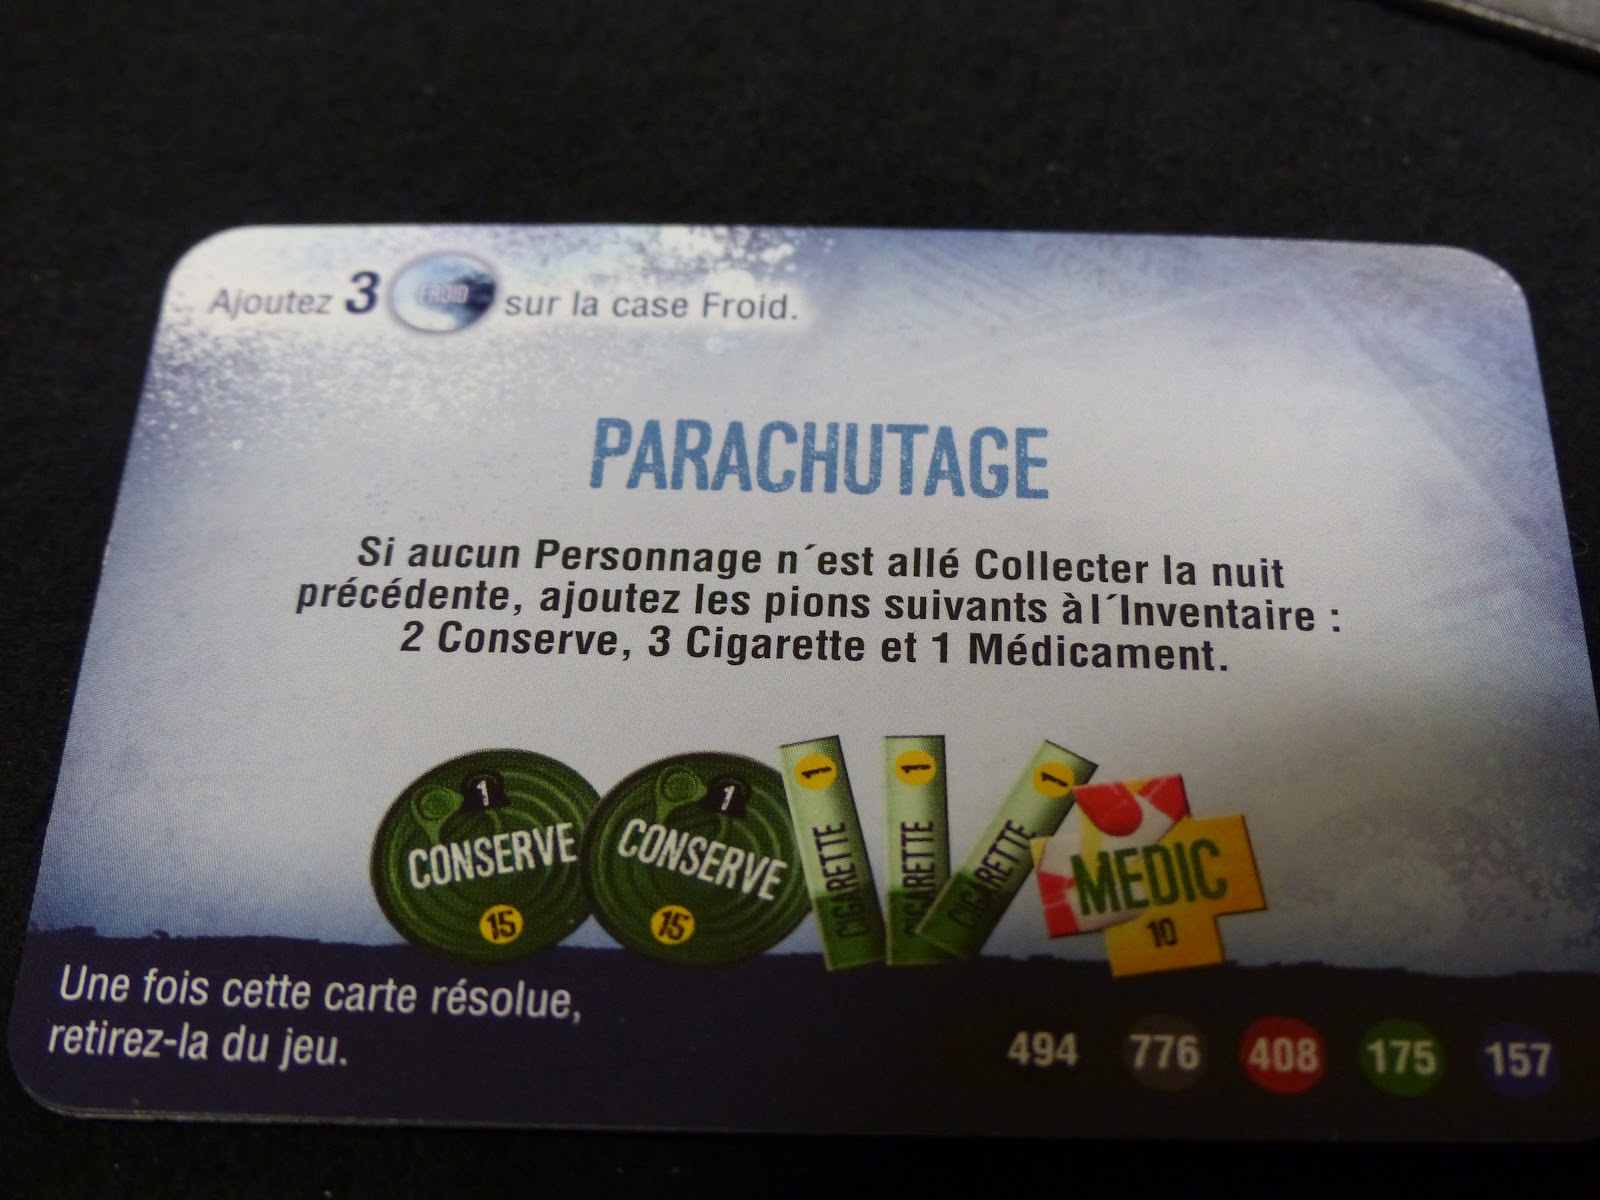 Ajoutez 3 FROID sur la case Froid.
PARACHUTAGE
Si aucun Personnage n´est allé Collecter la nuit
précédente, ajoutez les pions suivants à l´Inventaire :
2 Conserve, 3 Cigarette et 1 Médicament.
1 1 1 1 1
CONSERVE CONSERVE CIGARETTE CIGARETTE CIGARETTE MEDIC
15 15 10
Une fois cette carte résolue,
retirez-la du jeu.
494 776 408 175 157